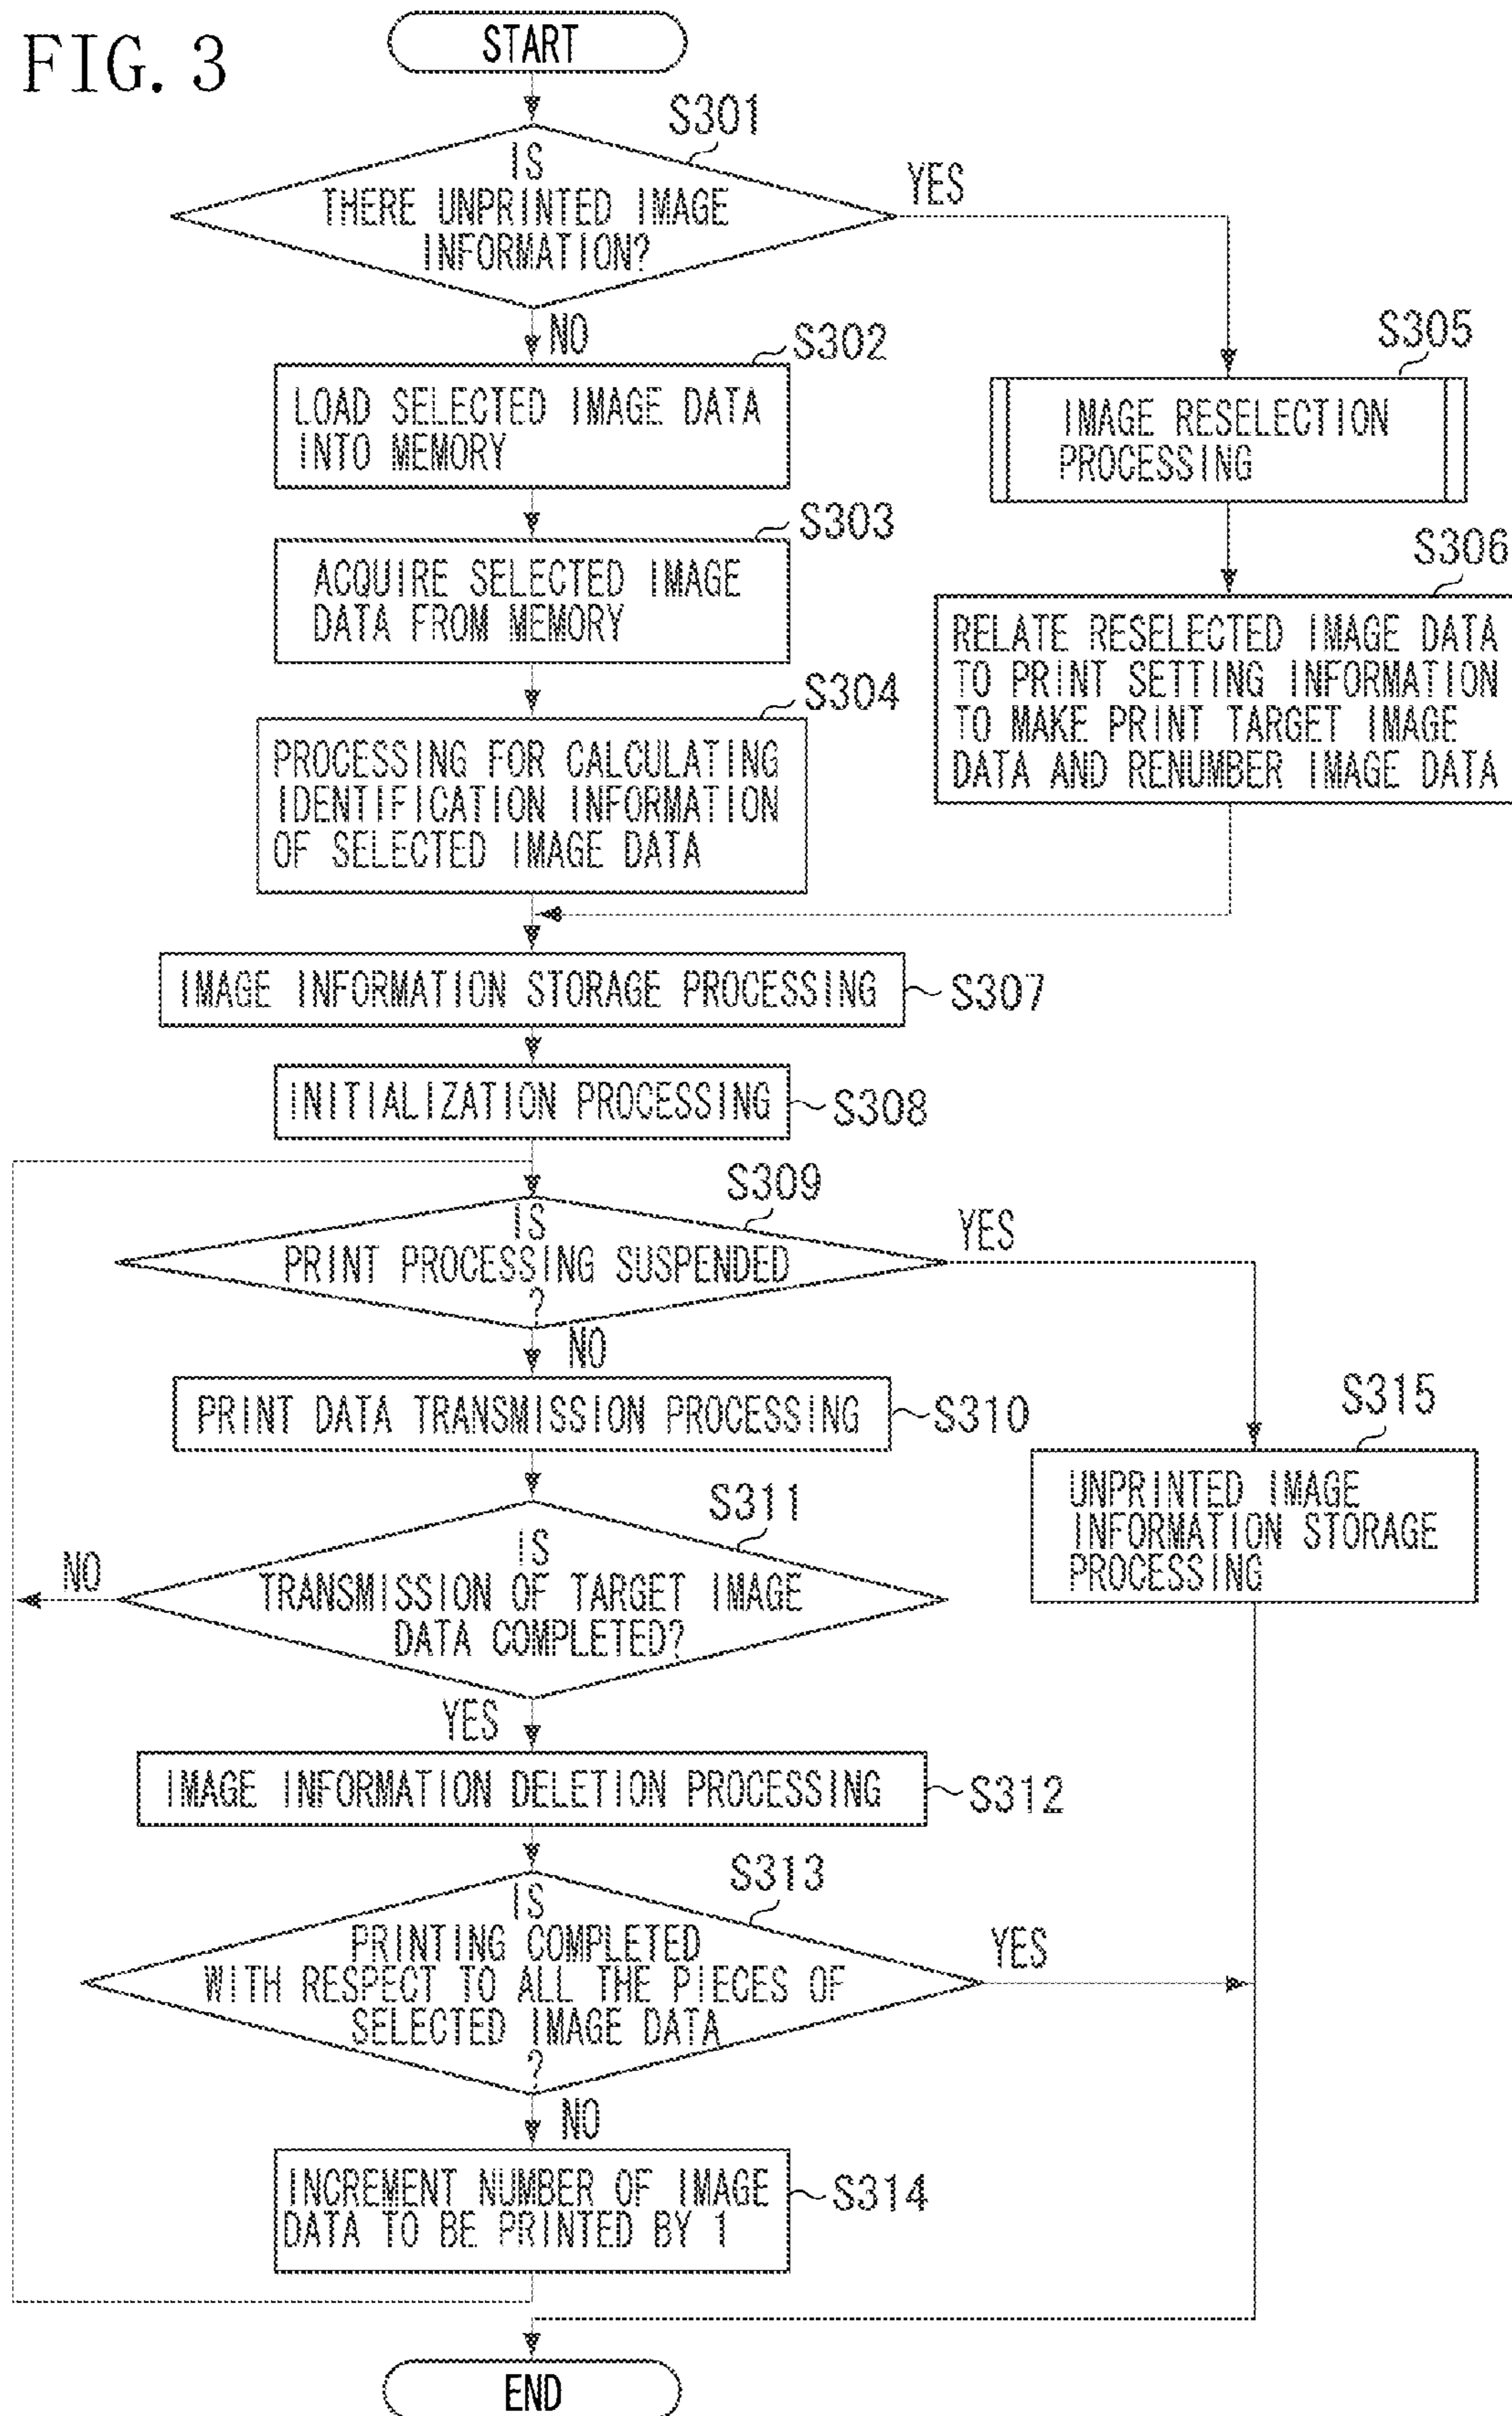 FIG. 3
START
S301
IS
THERE UNPRINTED IMAGE
INFORMATION?
YES
NO
S302
LOAD SELECTED IMAGE DATA
INTO MEMORY
S305
IMAGE RESELECTION
PROCESSING
S303
ACQUIRE SELECTED IMAGE
DATA FROM MEMORY
S306
RELATE RESELECTED IMAGE DATA
TO PRINT SETTING INFORMATION
TO MAKE PRINT TARGET IMAGE
DATA AND RENUMBER IMAGE DATA
S304
PROCESSING FOR CALCULATING
IDENTIFICATION INFORMATION
OF SELECTED IMAGE DATA
IMAGE INFORMATION STORAGE PROCESSING
S307
INITIALIZATION PROCESSING
S308
S309
IS
PRINT PROCESSING SUSPENDED
?
YES
NO
PRINT DATA TRANSMISSION PROCESSING
S310
S315
UNPRINTED IMAGE
INFORMATION STORAGE
PROCESSING
S311
IS
TRANSMISSION OF TARGET IMAGE
DATA COMPLETED?
NO
YES
IMAGE INFORMATION DELETION PROCESSING
S312
S313
IS
PRINTING COMPLETED
WITH RESPECT TO ALL THE PIECES OF
SELECTED IMAGE DATA
?
YES
NO
INCREMENT NUMBER OF IMAGE
DATA TO BE PRINTED BY 1
S314
END